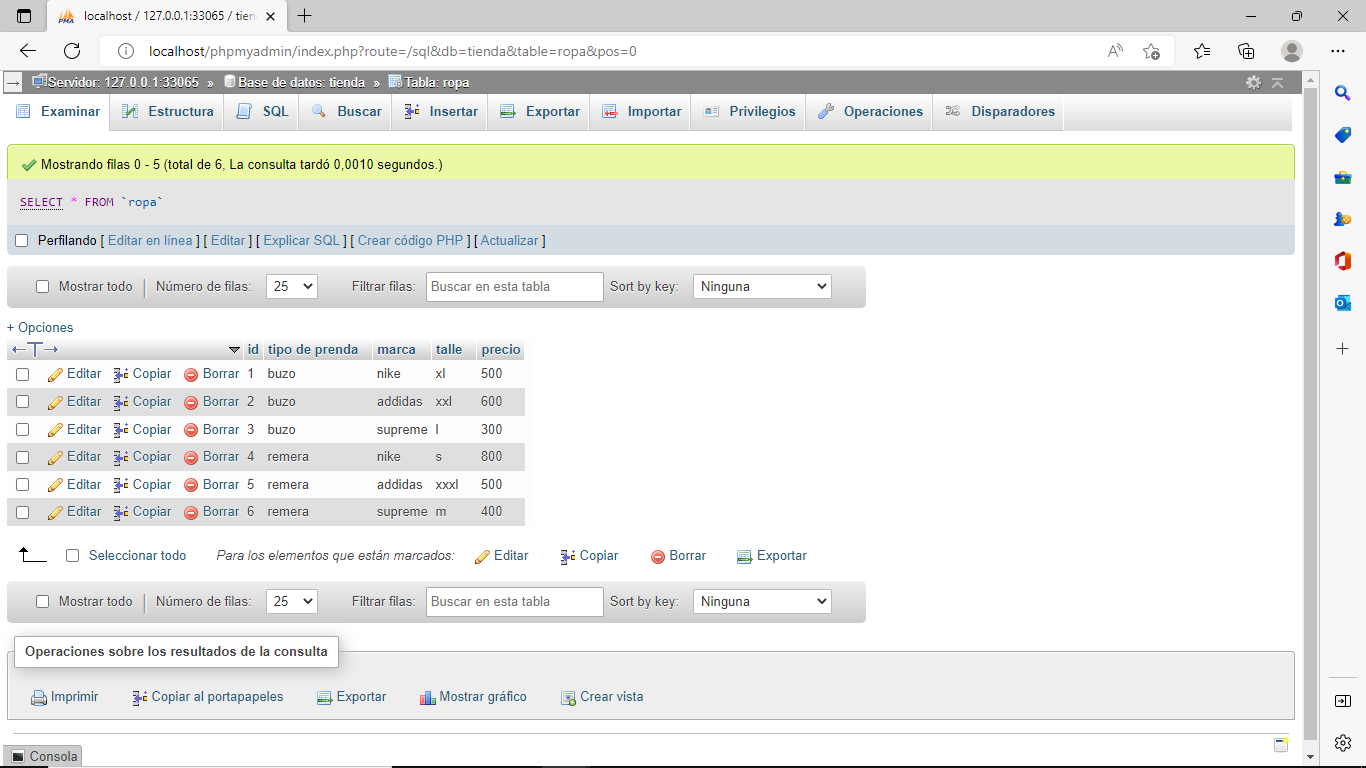 localhost / 127.0.0.1:33065 / tien
localhost/phpmyadmin/index.php?route=/sql&db=tienda&table=ropa&pos=0
Servidor: 127.0.0.1:33065 » Base de datos: tienda » Tabla: ropa
Examinar Estructura SQL Buscar Insertar Exportar Importar Privilegios Operaciones Disparadores
Mostrando filas 0 - 5 (total de 6, La consulta tardó 0,0010 segundos.)
SELECT * FROM `ropa`
Perfilando [ Editar en línea ] [ Editar ] [ Explicar SQL ] [ Crear código PHP ] [ Actualizar ]
Mostrar todo Número de filas: 25 Filtrar filas: Buscar en esta tabla Sort by key: Ninguna
+ Opciones
←T→ id tipo de prenda marca talle precio
Editar Copiar Borrar 1 buzo nike xl 500
Editar Copiar Borrar 2 buzo addidas xxl 600
Editar Copiar Borrar 3 buzo supreme l 300
Editar Copiar Borrar 4 remera nike s 800
Editar Copiar Borrar 5 remera addidas xxxl 500
Editar Copiar Borrar 6 remera supreme m 400
Seleccionar todo Para los elementos que están marcados: Editar Copiar Borrar Exportar
Mostrar todo Número de filas: 25 Filtrar filas: Buscar en esta tabla Sort by key: Ninguna
Operaciones sobre los resultados de la consulta
Imprimir Copiar al portapapeles Exportar Mostrar gráfico Crear vista
Consola